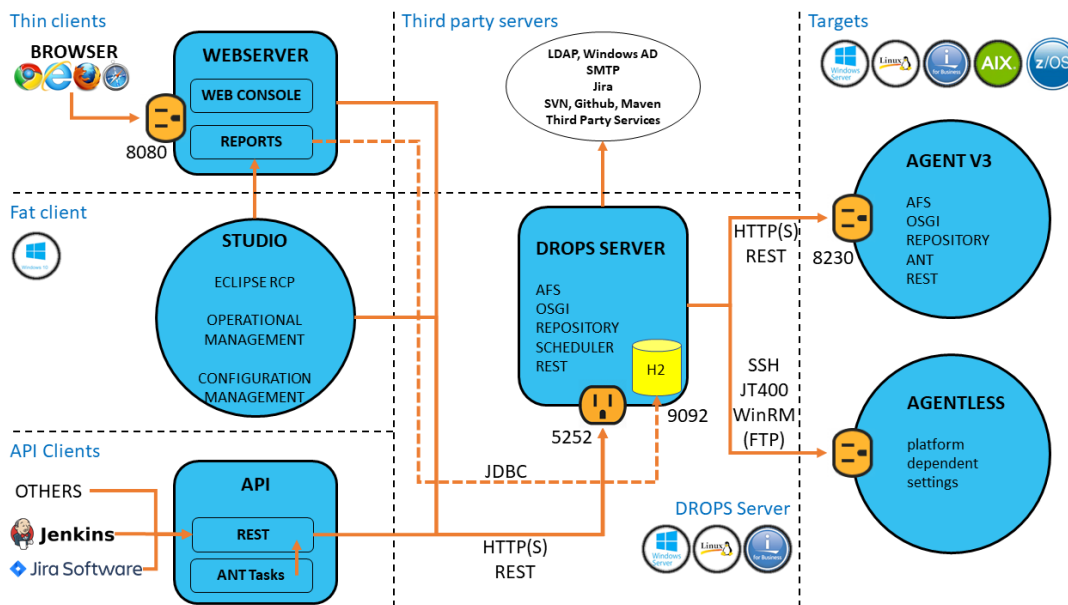 Thin clients
BROWSER
WEBSERVER
WEB CONSOLE
REPORTS
8080
Third party servers
LDAP, Windows AD
SMTP
Jira
SVN, Github, Maven
Third Party Services
Targets
Windows
Server
Linux
i
for Business
AIX
z/OS
AGENT V3
AFS
OSGI
REPOSITORY
ANT
REST
8230
HTTP(S)
REST
Fat client
Windows 10
STUDIO
ECLIPSE RCP
OPERATIONAL
MANAGEMENT
CONFIGURATION
MANAGEMENT
DROPS SERVER
AFS
OSGI
REPOSITORY
SCHEDULER
REST
H2
5252
9092
SSH
JT400
WinRM
(FTP)
AGENTLESS
platform
dependent
settings
API Clients
OTHERS
Jenkins
Jira Software
API
REST
ANT Tasks
JDBC
HTTP(S)
REST
DROPS Server
Windows
Server
Linux
i
for Business